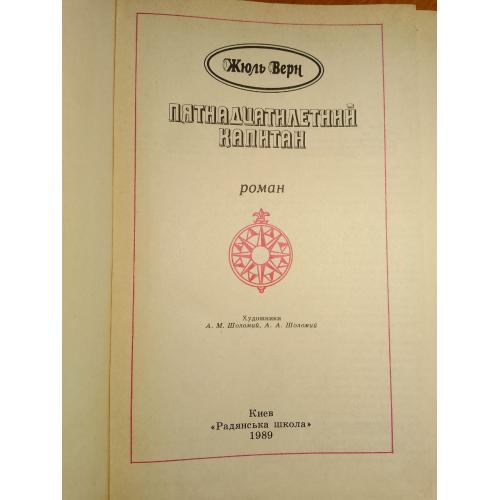 Жюль Верн
ПЯТНАДЦАТИЛЕТНИЙ
КАПИТАН
роман
Художники
А. М. Шоломий, А. А. Шоломий
Киев
«Радянська школа»
1989